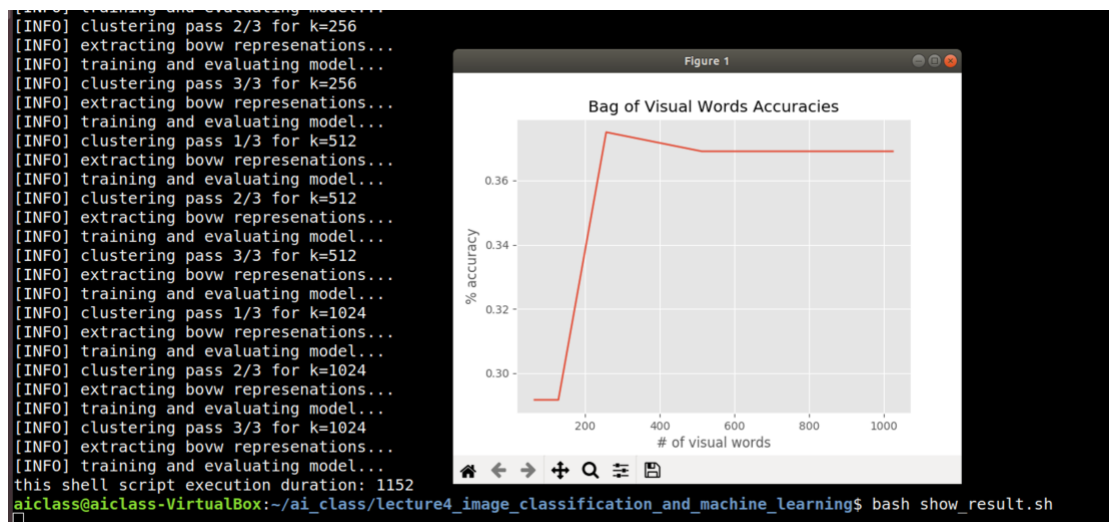 [INFO] training and evaluating model...
[INFO] clustering pass 2/3 for k=256
[INFO] extracting bovw represenations...
[INFO] training and evaluating model...
[INFO] clustering pass 3/3 for k=256
[INFO] extracting bovw represenations...
[INFO] training and evaluating model...
[INFO] clustering pass 1/3 for k=512
[INFO] extracting bovw represenations...
[INFO] training and evaluating model...
[INFO] clustering pass 2/3 for k=512
[INFO] extracting bovw represenations...
[INFO] training and evaluating model...
[INFO] clustering pass 3/3 for k=512
[INFO] extracting bovw represenations...
[INFO] training and evaluating model...
[INFO] clustering pass 1/3 for k=1024
[INFO] extracting bovw represenations...
[INFO] training and evaluating model...
[INFO] clustering pass 2/3 for k=1024
[INFO] extracting bovw represenations...
[INFO] training and evaluating model...
[INFO] clustering pass 3/3 for k=1024
[INFO] extracting bovw represenations...
[INFO] training and evaluating model...
this shell script execution duration: 1152
aiclass@aiclass-VirtualBox:~/ai_class/lecture4_image_classification_and_machine_learning$ bash show_result.sh
Figure 1
Bag of Visual Words Accuracies
% accuracy
0.36
0.34
0.32
0.30
200 400 600 800 1000
# of visual words